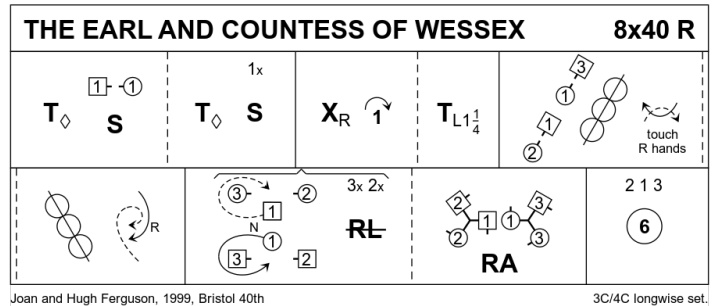 THE EARL AND COUNTESS OF WESSEX 8x40 R
1 1 1x 3
T◊ S T◊ S XR 1 TL1¼ 1 1 2
touch
R hands
R 3 2 3x 2x 1 N 1 RL 3 2
2 3 1 1 2 3
RA
2 1 3
6
Joan and Hugh Ferguson, 1999, Bristol 40th 3C/4C longwise set.